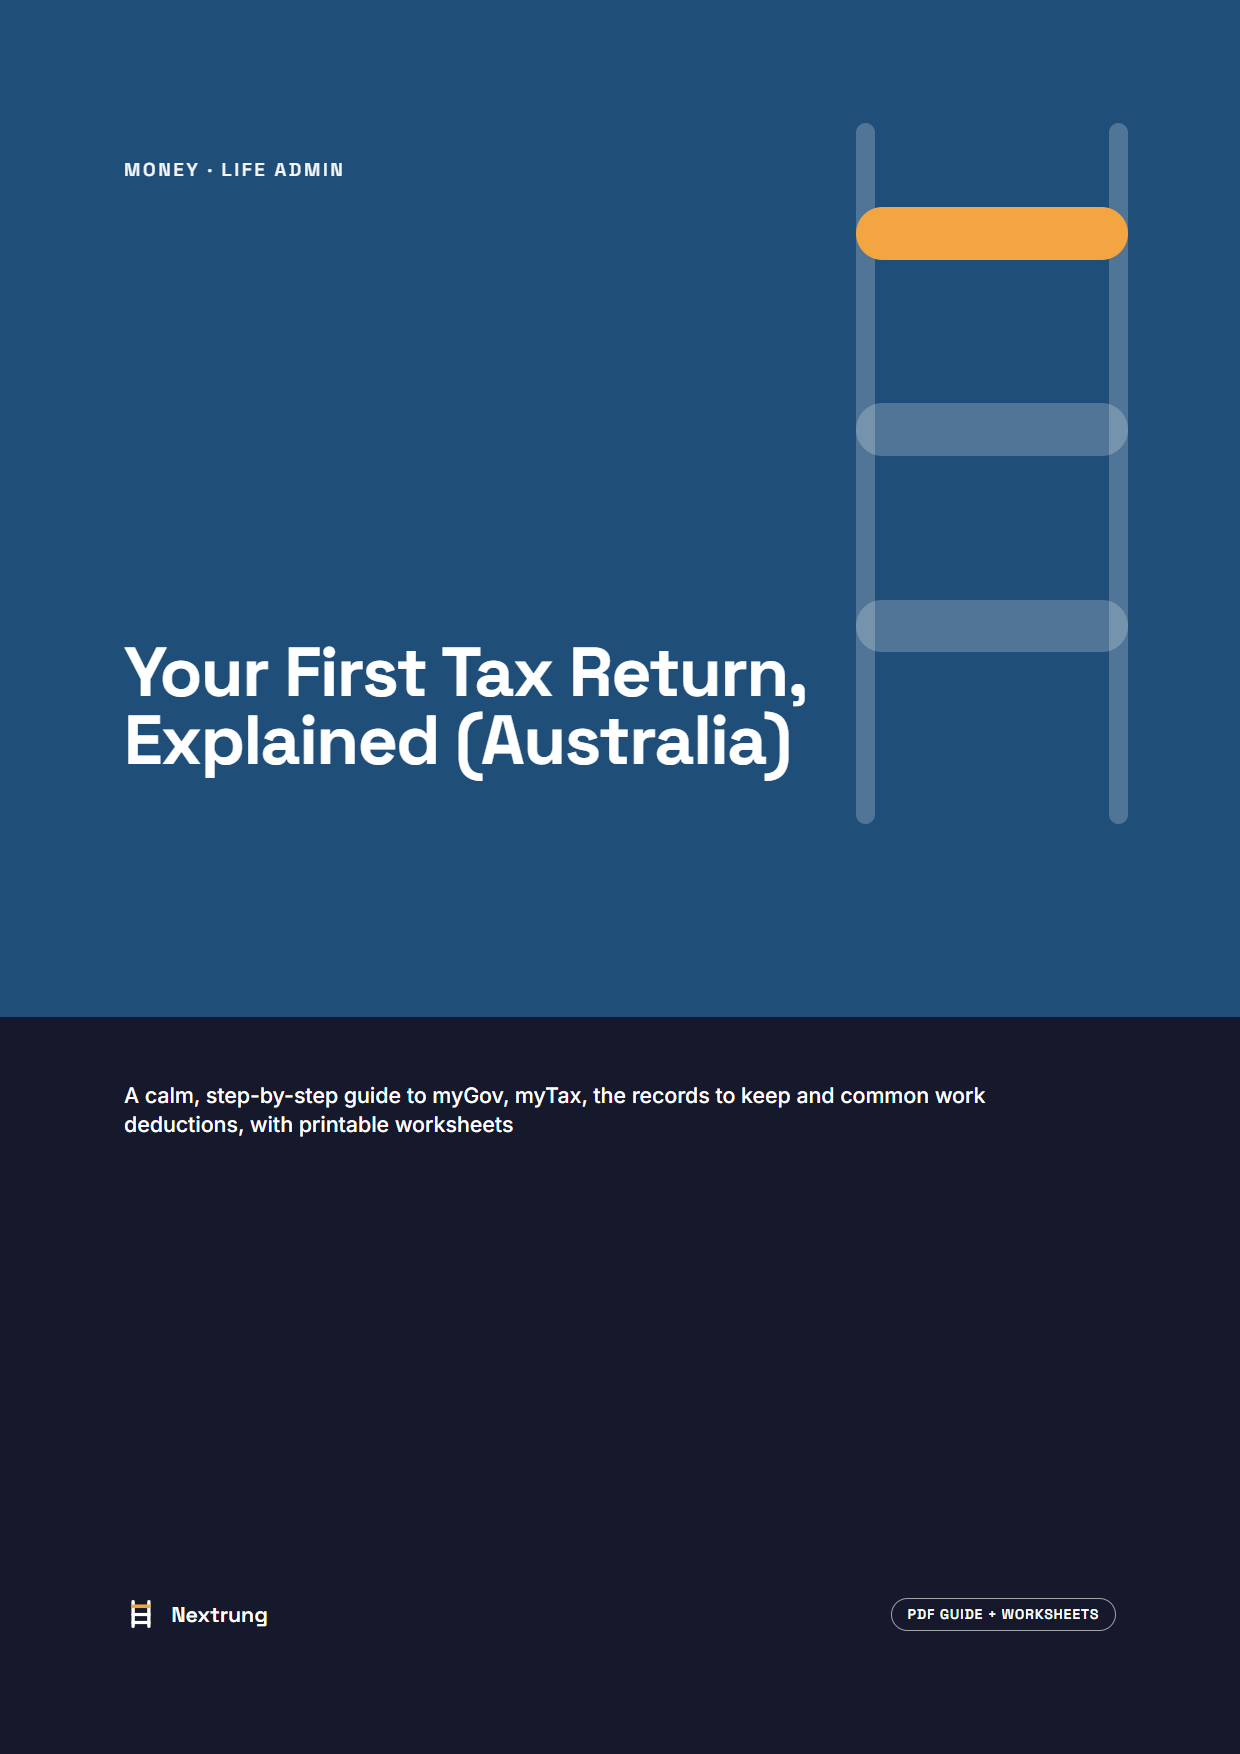 MONEY · LIFE ADMIN
Your First Tax Return,
Explained (Australia)
A calm, step-by-step guide to myGov, myTax, the records to keep and common work
deductions, with printable worksheets
Nextrung
PDF GUIDE + WORKSHEETS